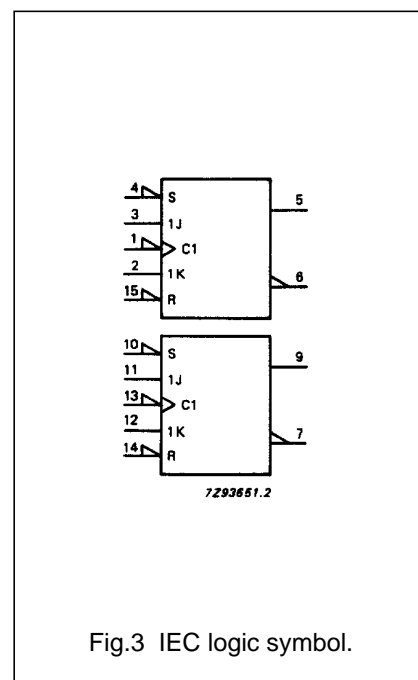 4 S 5
3 1J
1 C1
2 1K 6
15 R
10 S 9
11 1J
13 C1
12 1K 7
14 R
7Z93651.2
Fig.3 IEC logic symbol.